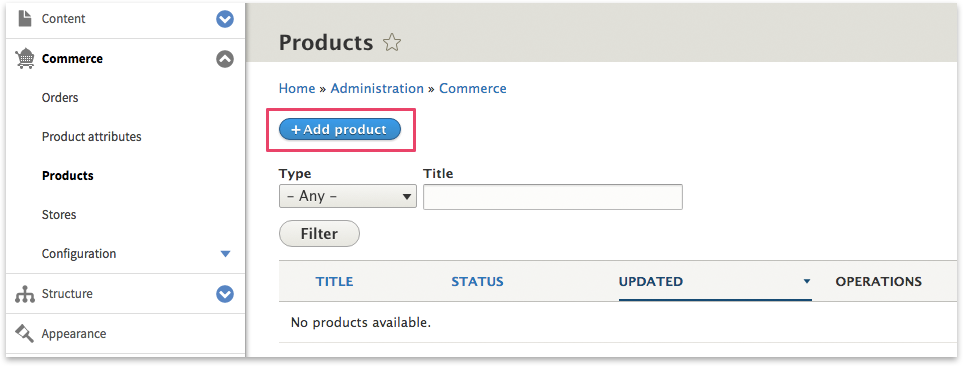 Content
Commerce
Orders
Product attributes
Products
Stores
Configuration
Structure
Appearance
Products
Home » Administration » Commerce
+ Add product
Type Title
– Any –
Filter
TITLE STATUS UPDATED OPERATIONS
No products available.